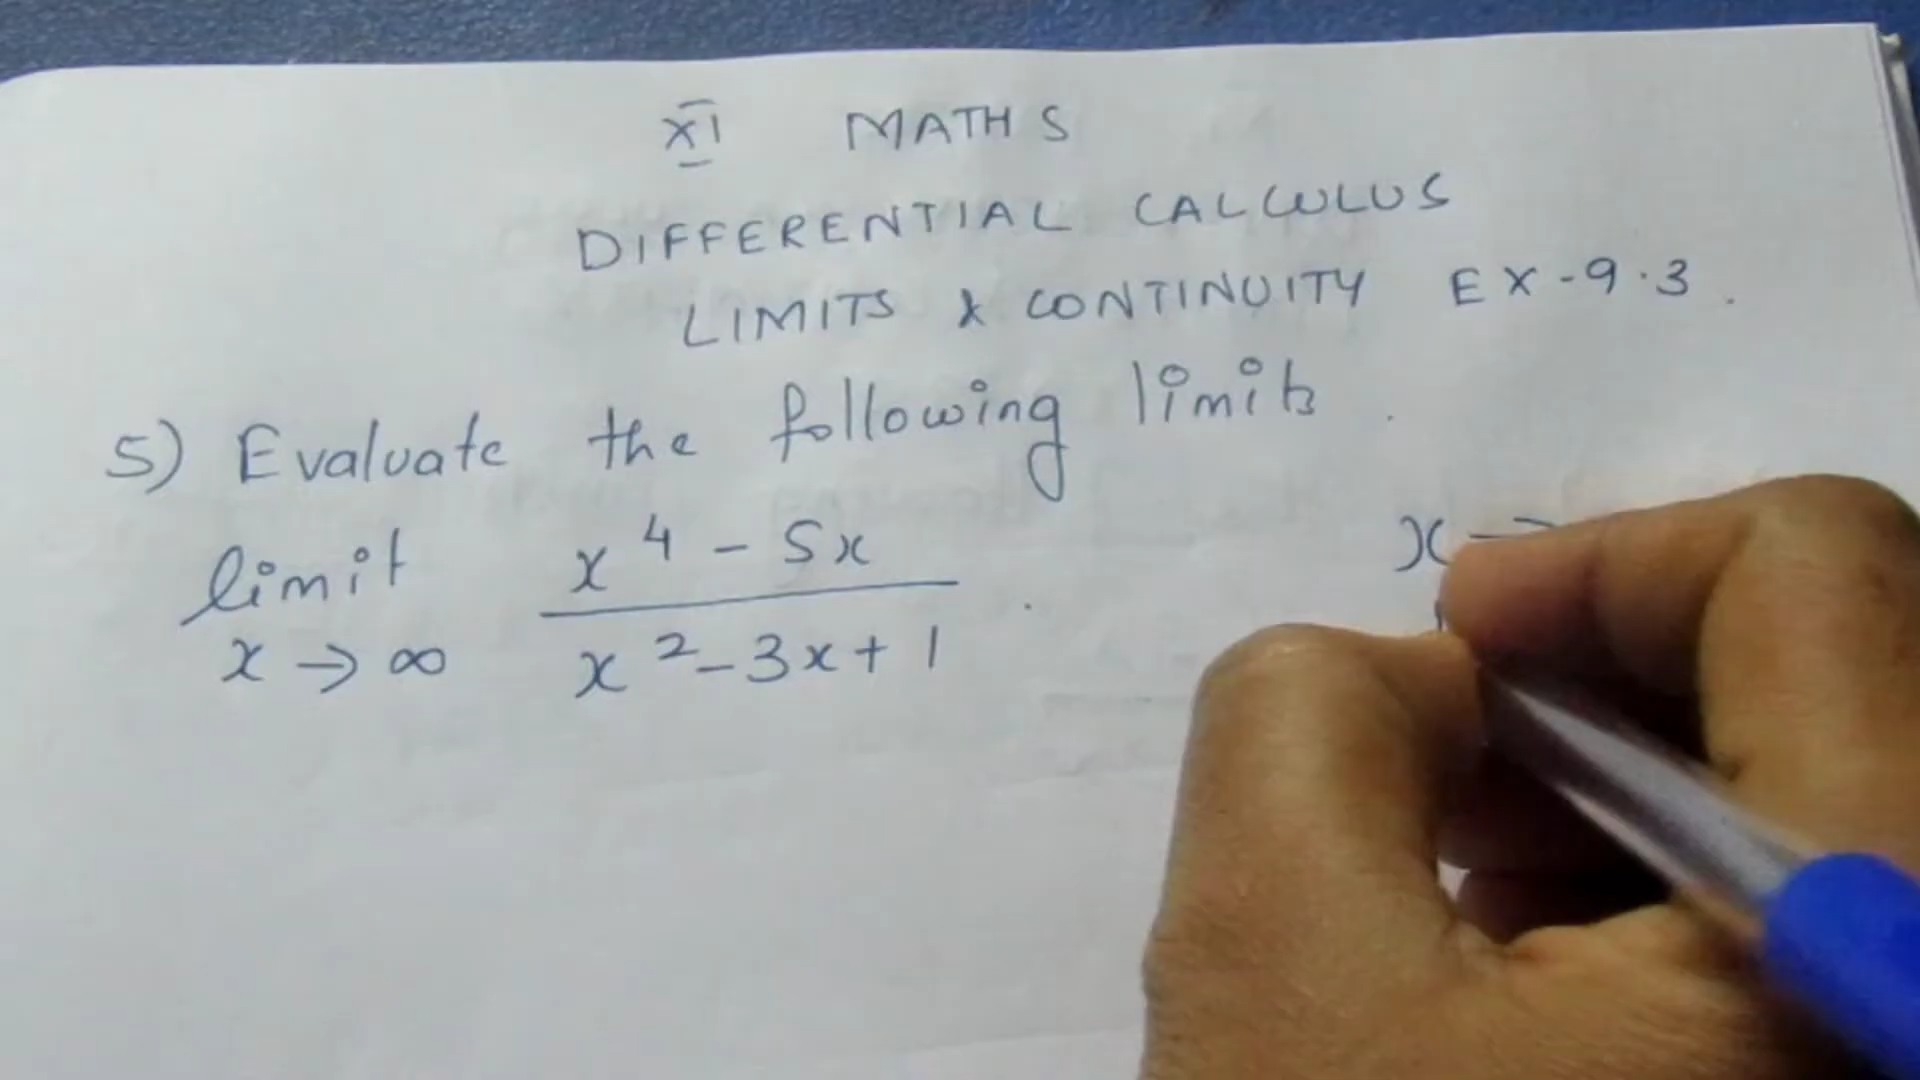 XI MATHS
DIFFERENTIAL CALCULUS
LIMITS & CONTINUITY EX-9.3.
5) Evaluate the following limits.
limit x⁴ - 5x
x → ∞ x² - 3x + 1
x →